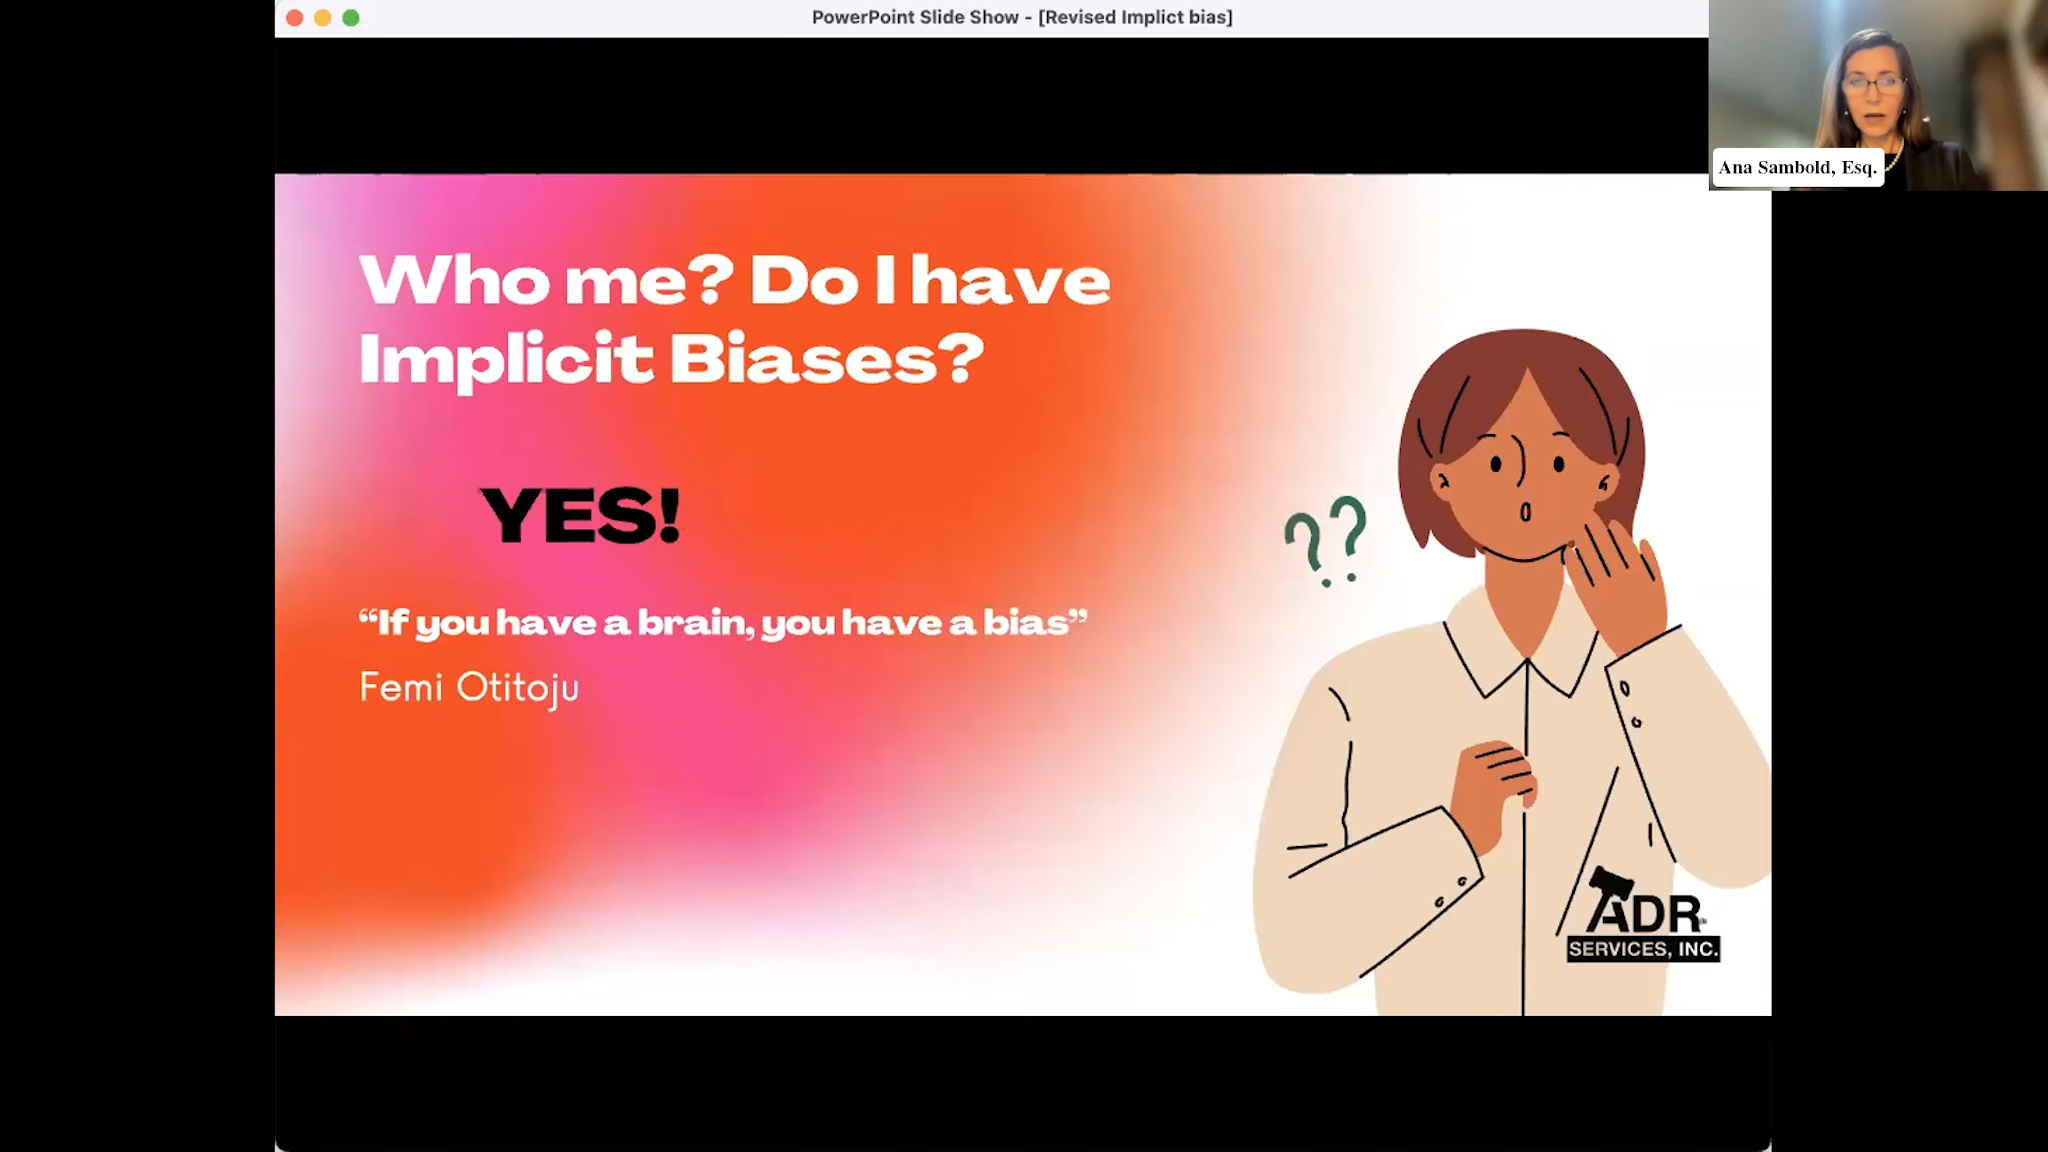 PowerPoint Slide Show - [Revised Implict bias]
Ana Sambold, Esq.
Who me? Do I have
Implicit Biases?
YES!
“If you have a brain, you have a bias”
Femi Otitoju
??
ADR
SERVICES, INC.